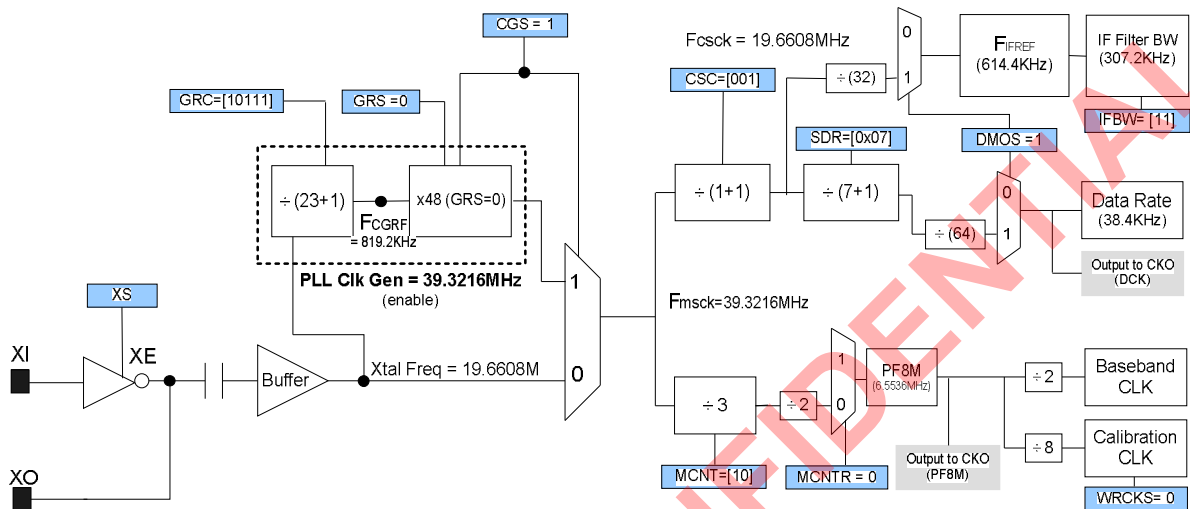 CGS = 1
GRC=[10111]
GRS =0
÷ (23+1)
FCGRF
= 819.2KHz
x48 (GRS=0)
PLL Clk Gen = 39.3216MHz
(enable)
XS
XI
XE
XO
Buffer
Xtal Freq = 19.6608M
1
0
Fcsck = 19.6608MHz
CSC=[001]
÷ (1+1)
÷ (32)
0
1
FIFREF
(614.4KHz)
IF Filter BW
(307.2KHz)
IFBW= [11]
SDR=[0x07]
÷ (7+1)
÷ (64)
DMOS =1
0
1
Data Rate
(38.4KHz)
Output to CKO
(DCK)
Fmsck=39.3216MHz
÷ 3
÷ 2
1
0
PF8M
(6.5536MHz)
÷ 2
Baseband
CLK
÷ 8
Calibration
CLK
MCNT=[10]
MCNTR = 0
Output to CKO
(PF8M)
WRCKS= 0
NFIDENTIAL